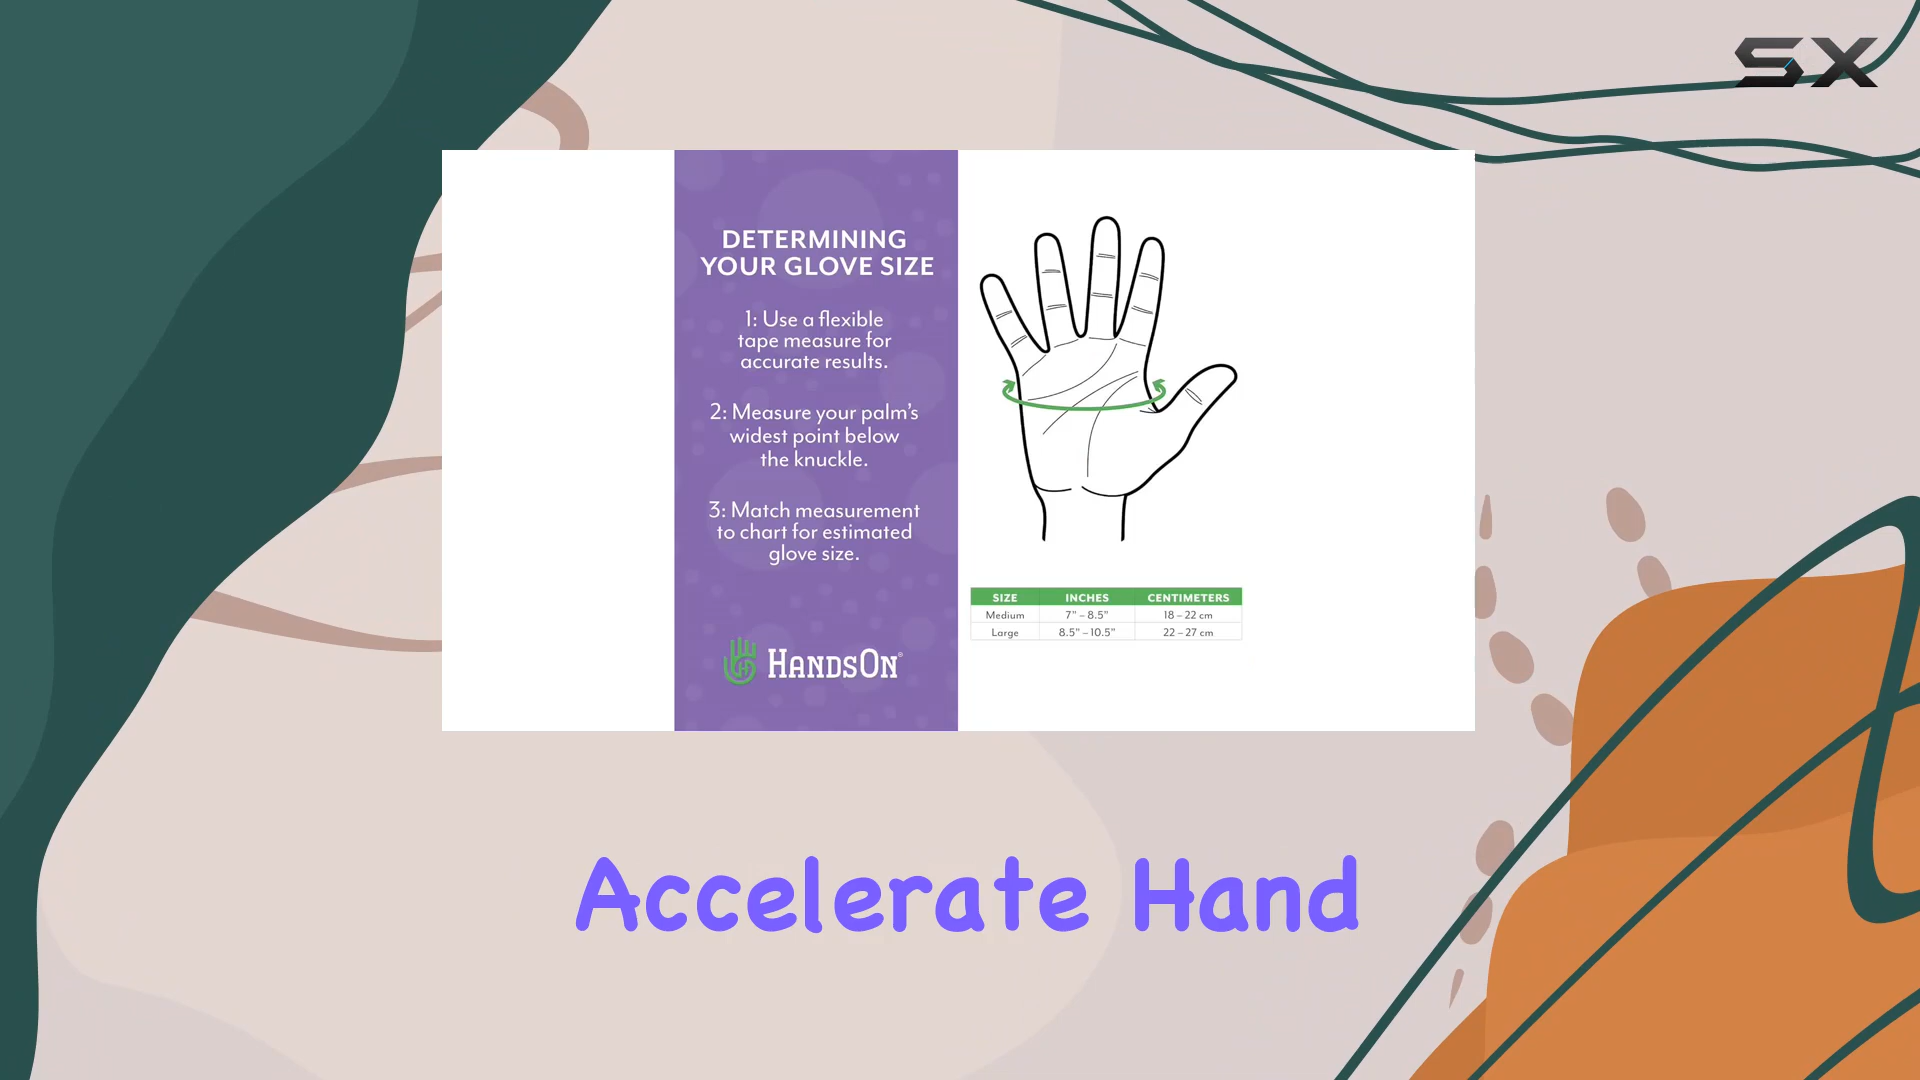 SX
DETERMINING
YOUR GLOVE SIZE
1: Use a flexible
tape measure for
accurate results.
2: Measure your palm’s
widest point below
the knuckle.
3: Match measurement
to chart for estimated
glove size.
HANDSON®
SIZE INCHES CENTIMETERS
Medium 7” – 8.5” 18 – 22 cm
Large 8.5” – 10.5” 22 – 27 cm
Accelerate Hand